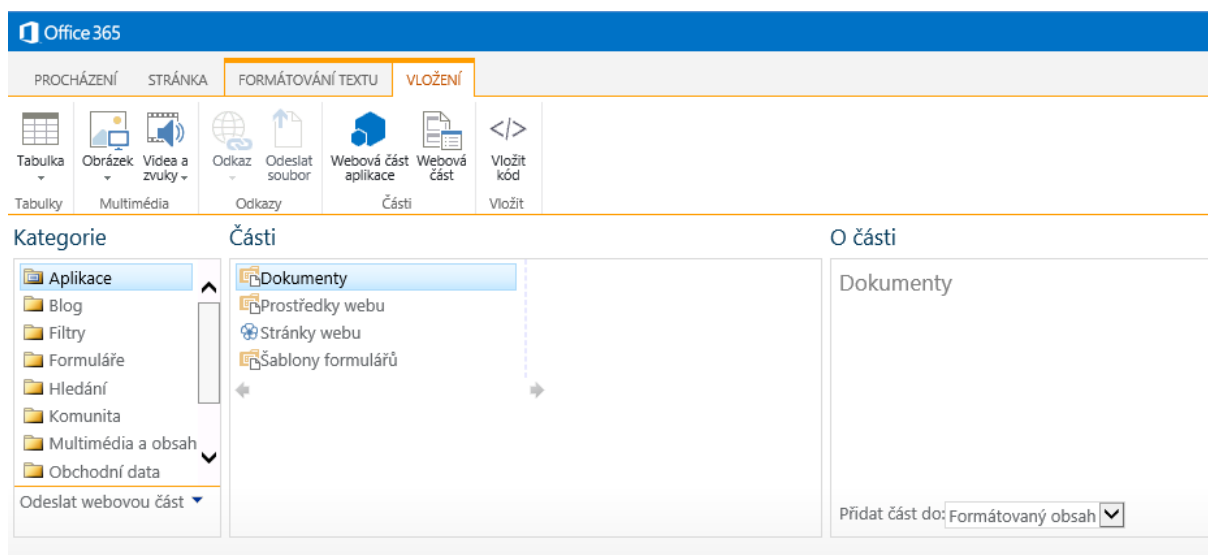 Office 365
PROCHÁZENÍ STRÁNKA FORMÁTOVÁNÍ TEXTU VLOŽENÍ
Tabulka Obrázek Videa a zvuky Odkaz Odeslat soubor Webová část aplikace Webová část Vložit kód
Tabulky Multimédia Odkazy Části Vložit
Kategorie
Aplikace
Blog
Filtry
Formuláře
Hledání
Komunita
Multimédia a obsah
Obchodní data
Odeslat webovou část
Části
Dokumenty
Prostředky webu
Stránky webu
Šablony formulářů
O části
Dokumenty
Přidat část do: Formátovaný obsah